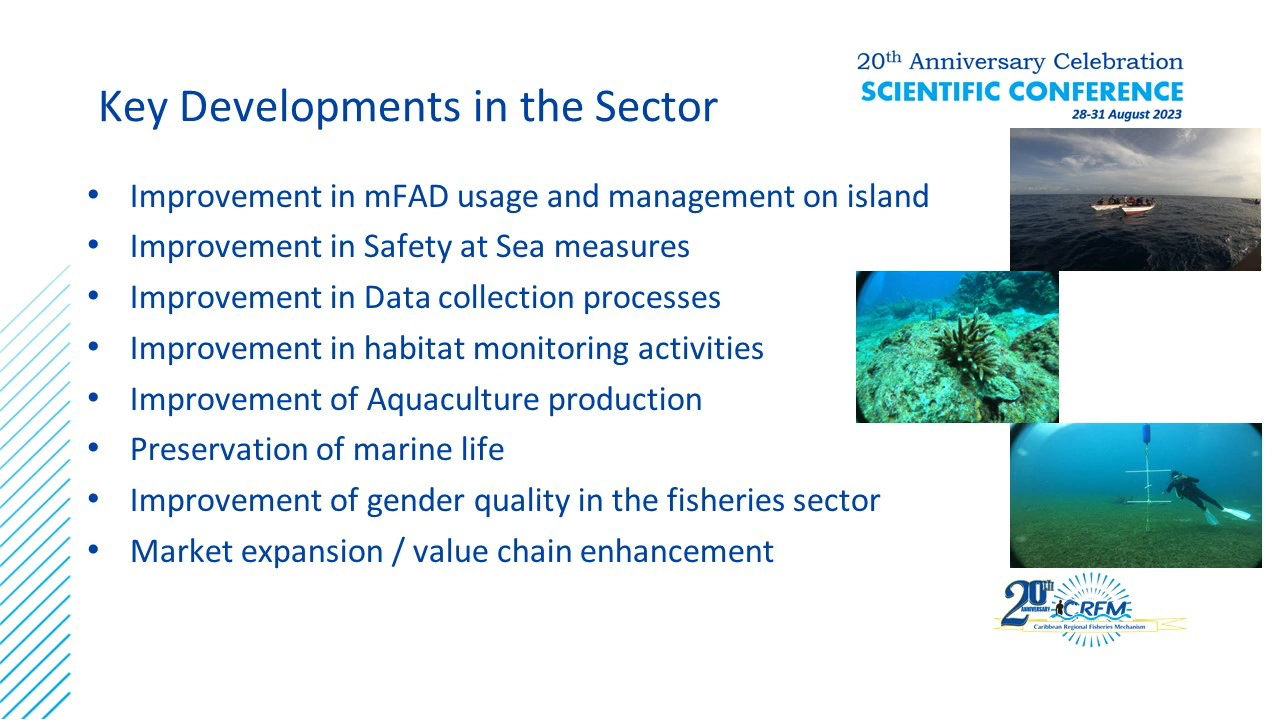 20th Anniversary Celebration
SCIENTIFIC CONFERENCE
28-31 August 2023
Key Developments in the Sector
• Improvement in mFAD usage and management on island
• Improvement in Safety at Sea measures
• Improvement in Data collection processes
• Improvement in habitat monitoring activities
• Improvement of Aquaculture production
• Preservation of marine life
• Improvement of gender quality in the fisheries sector
• Market expansion / value chain enhancement
20TH
ANNIVERSARY
CRFM
Caribbean Regional Fisheries Mechanism